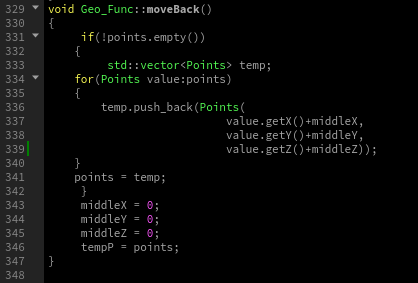 329 void Geo_Func::moveBack()
330 {
331 if(!points.empty())
332 {
333 std::vector<Points> temp;
334 for(Points value:points)
335 {
336 temp.push_back(Points(
337 value.getX()+middleX,
338 value.getY()+middleY,
339 value.getZ()+middleZ));
340 }
341 points = temp;
342 }
343 middleX = 0;
344 middleY = 0;
345 middleZ = 0;
346 tempP = points;
347 }
348